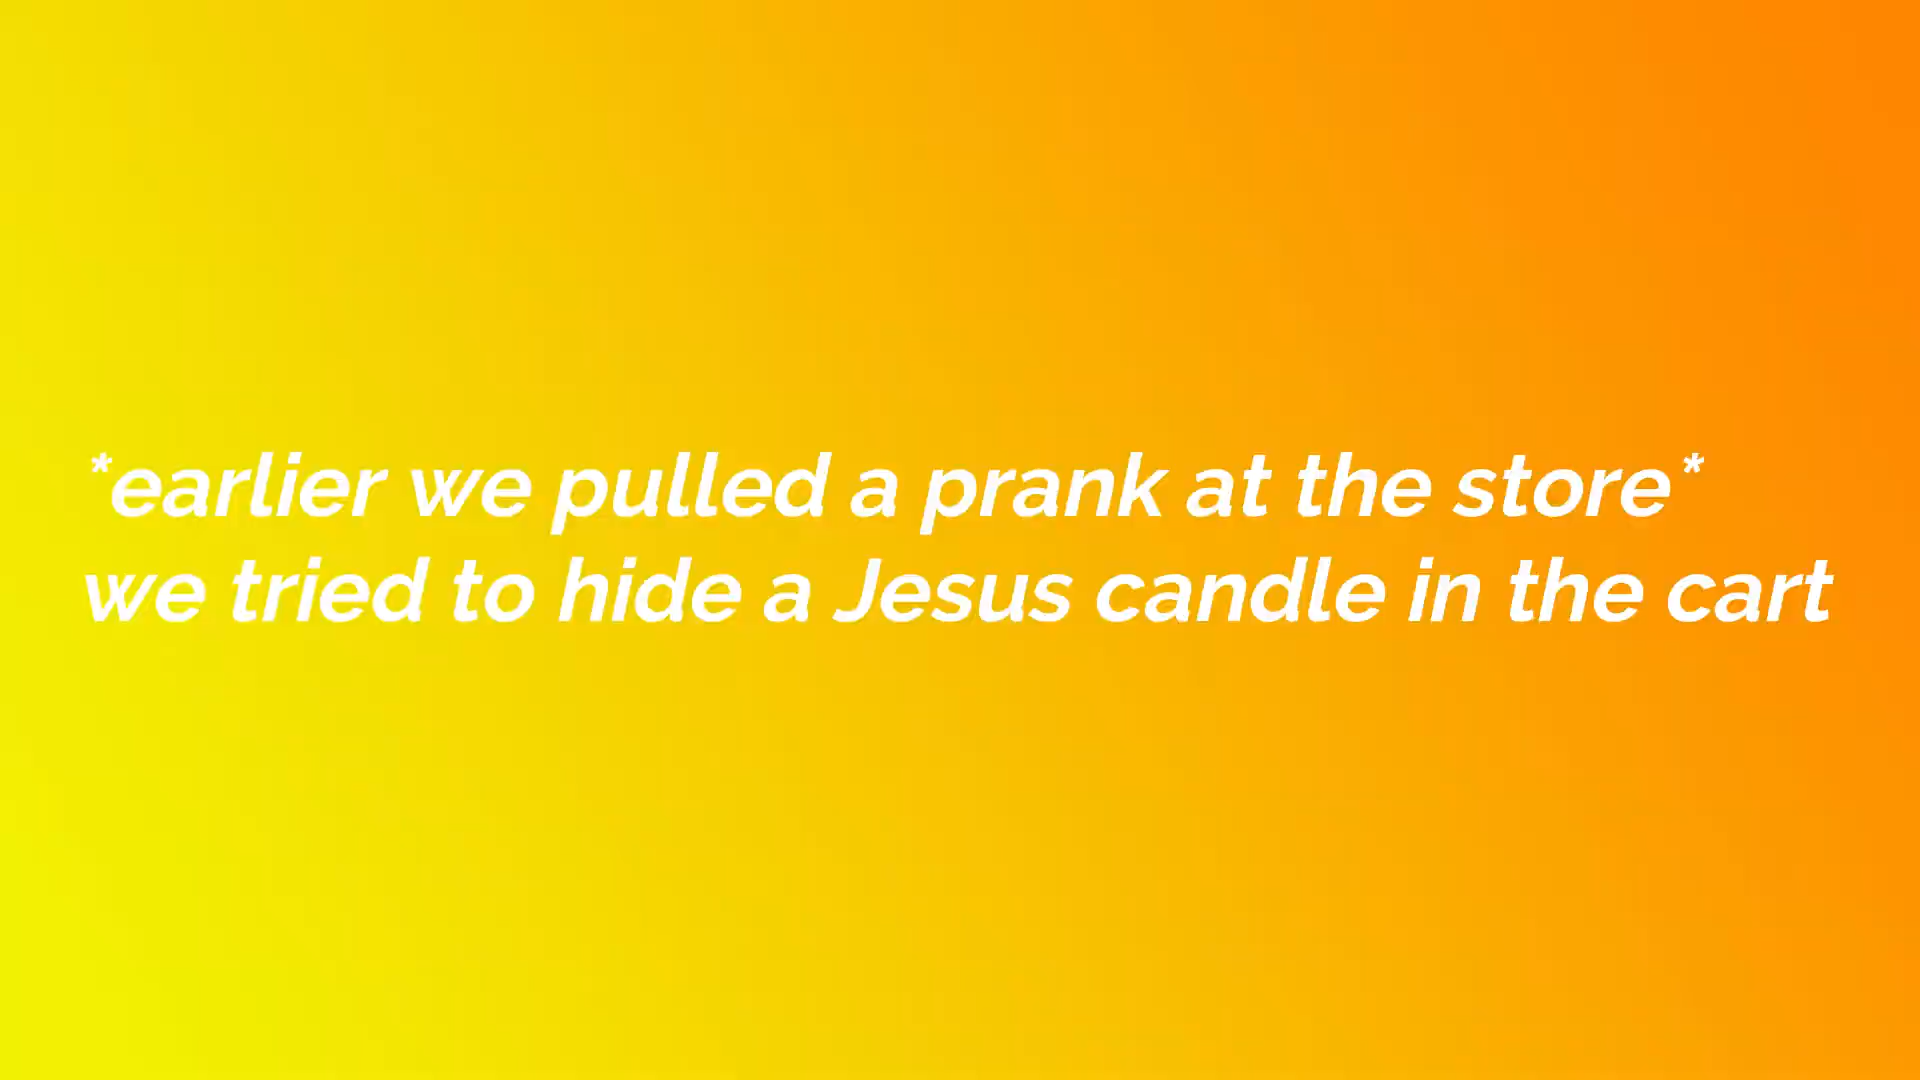 *earlier we pulled a prank at the store*
we tried to hide a Jesus candle in the cart